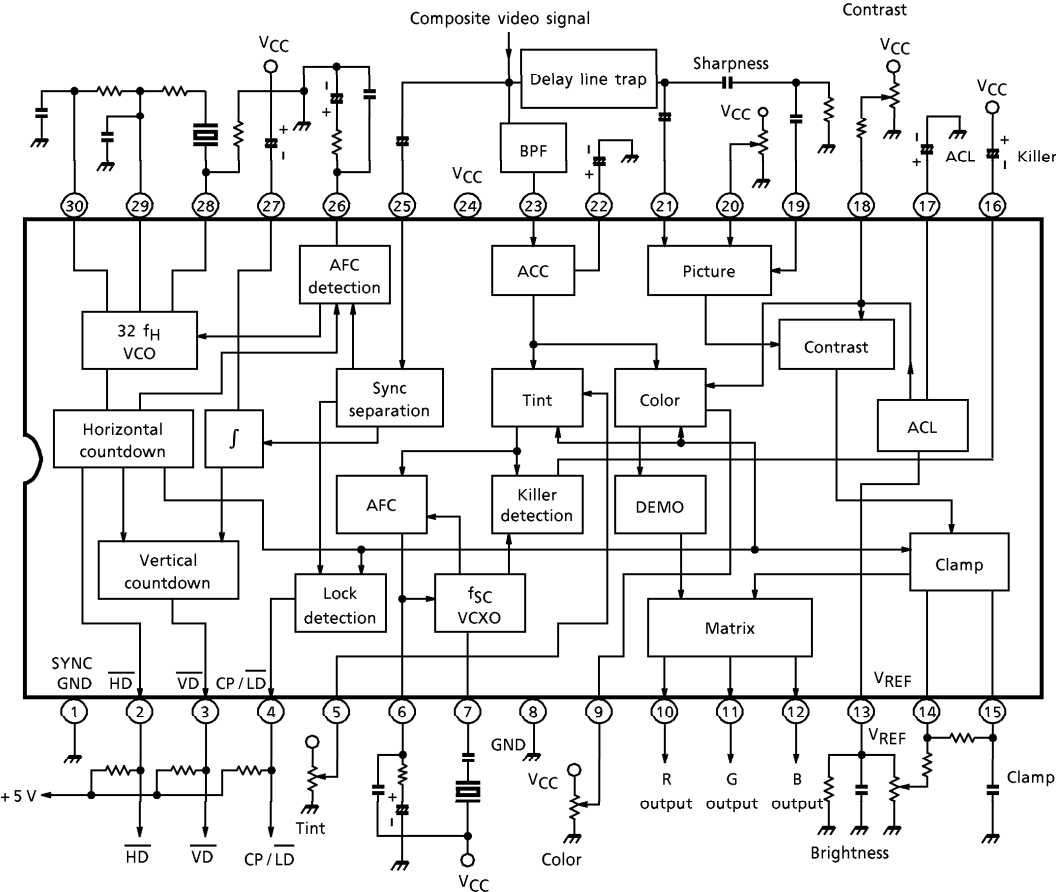 Composite video signal
Contrast
VCC
VCC
Delay line trap
Sharpness
VCC
VCC
BPF
ACL
Killer
VCC
30 29 28 27 26 25 24 23 22 21 20 19 18 17 16
AFC
detection
ACC
Picture
32 fH
VCO
Contrast
Sync
separation
Tint
Color
ACL
Horizontal
countdown
∫
AFC
Killer
detection
DEMO
Vertical
countdown
Clamp
Lock
detection
fSC
VCXO
Matrix
SYNC
GND
HD
VD
CP / LD
VREF
1 2 3 4 5 6 7 8 9 10 11 12 13 14 15
GND
VREF
VCC
R
output
G
output
B
output
Clamp
+ 5 V
Tint
HD
VD
CP / LD
Color
Brightness
VCC